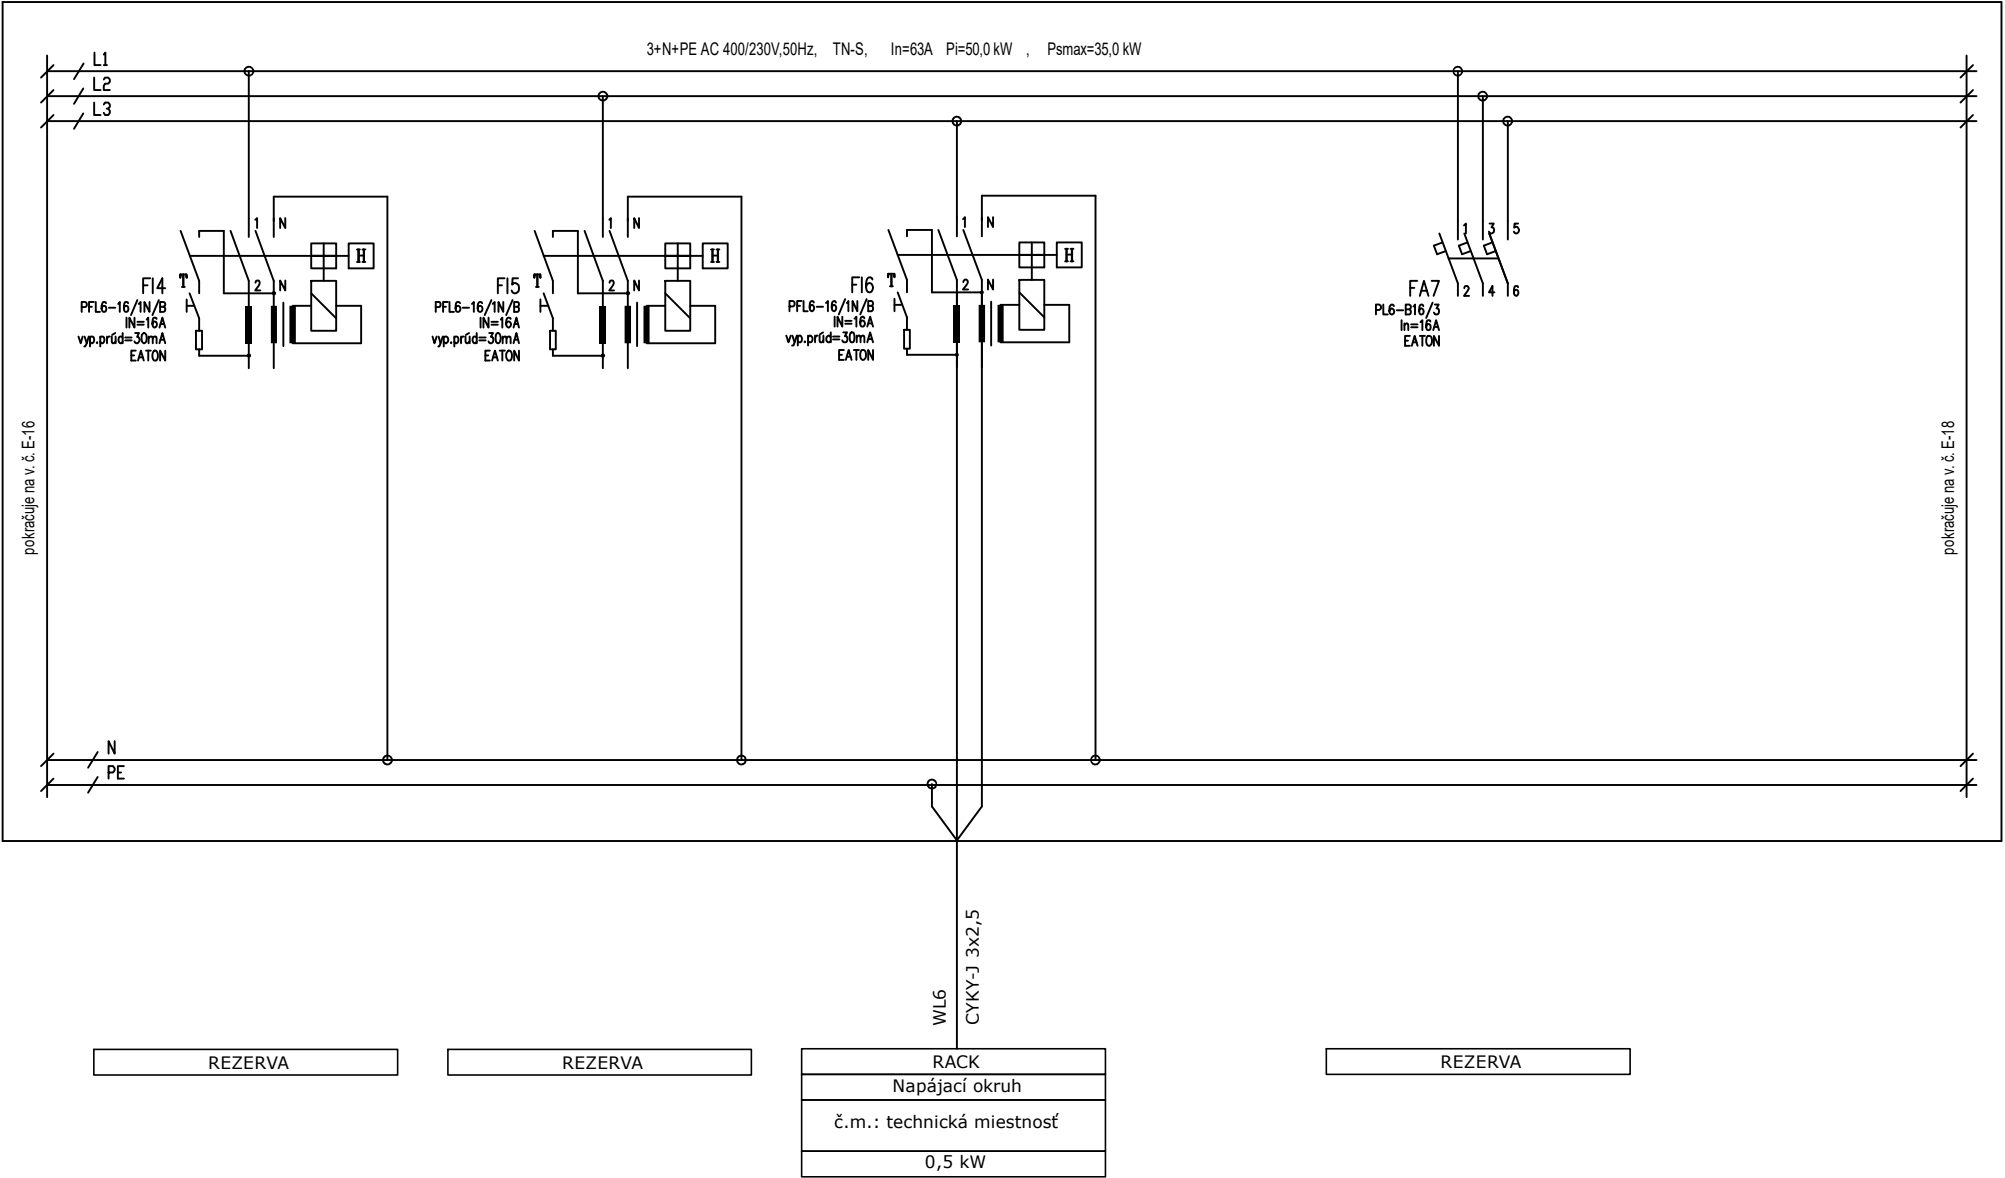 3+N+PE AC 400/230V,50Hz, TN-S, In=63A Pi=50,0 kW , Psmax=35,0 kW
L1
L2
L3
1 N
H
T
2 N
FI4
PFL6-16/1N/B
IN=16A
vyp.prúd=30mA
EATON
1 N
H
T
2 N
FI5
PFL6-16/1N/B
IN=16A
vyp.prúd=30mA
EATON
1 N
H
T
2 N
FI6
PFL6-16/1N/B
IN=16A
vyp.prúd=30mA
EATON
1 3 5
2 4 6
FA7
PL6-B16/3
In=16A
EATON
pokračuje na v. č. E-16
pokračuje na v. č. E-18
N
PE
WL6
CYKY-J 3x2,5
REZERVA
REZERVA
RACK
Napájací okruh
č.m.: technická miestnosť
0,5 kW
REZERVA